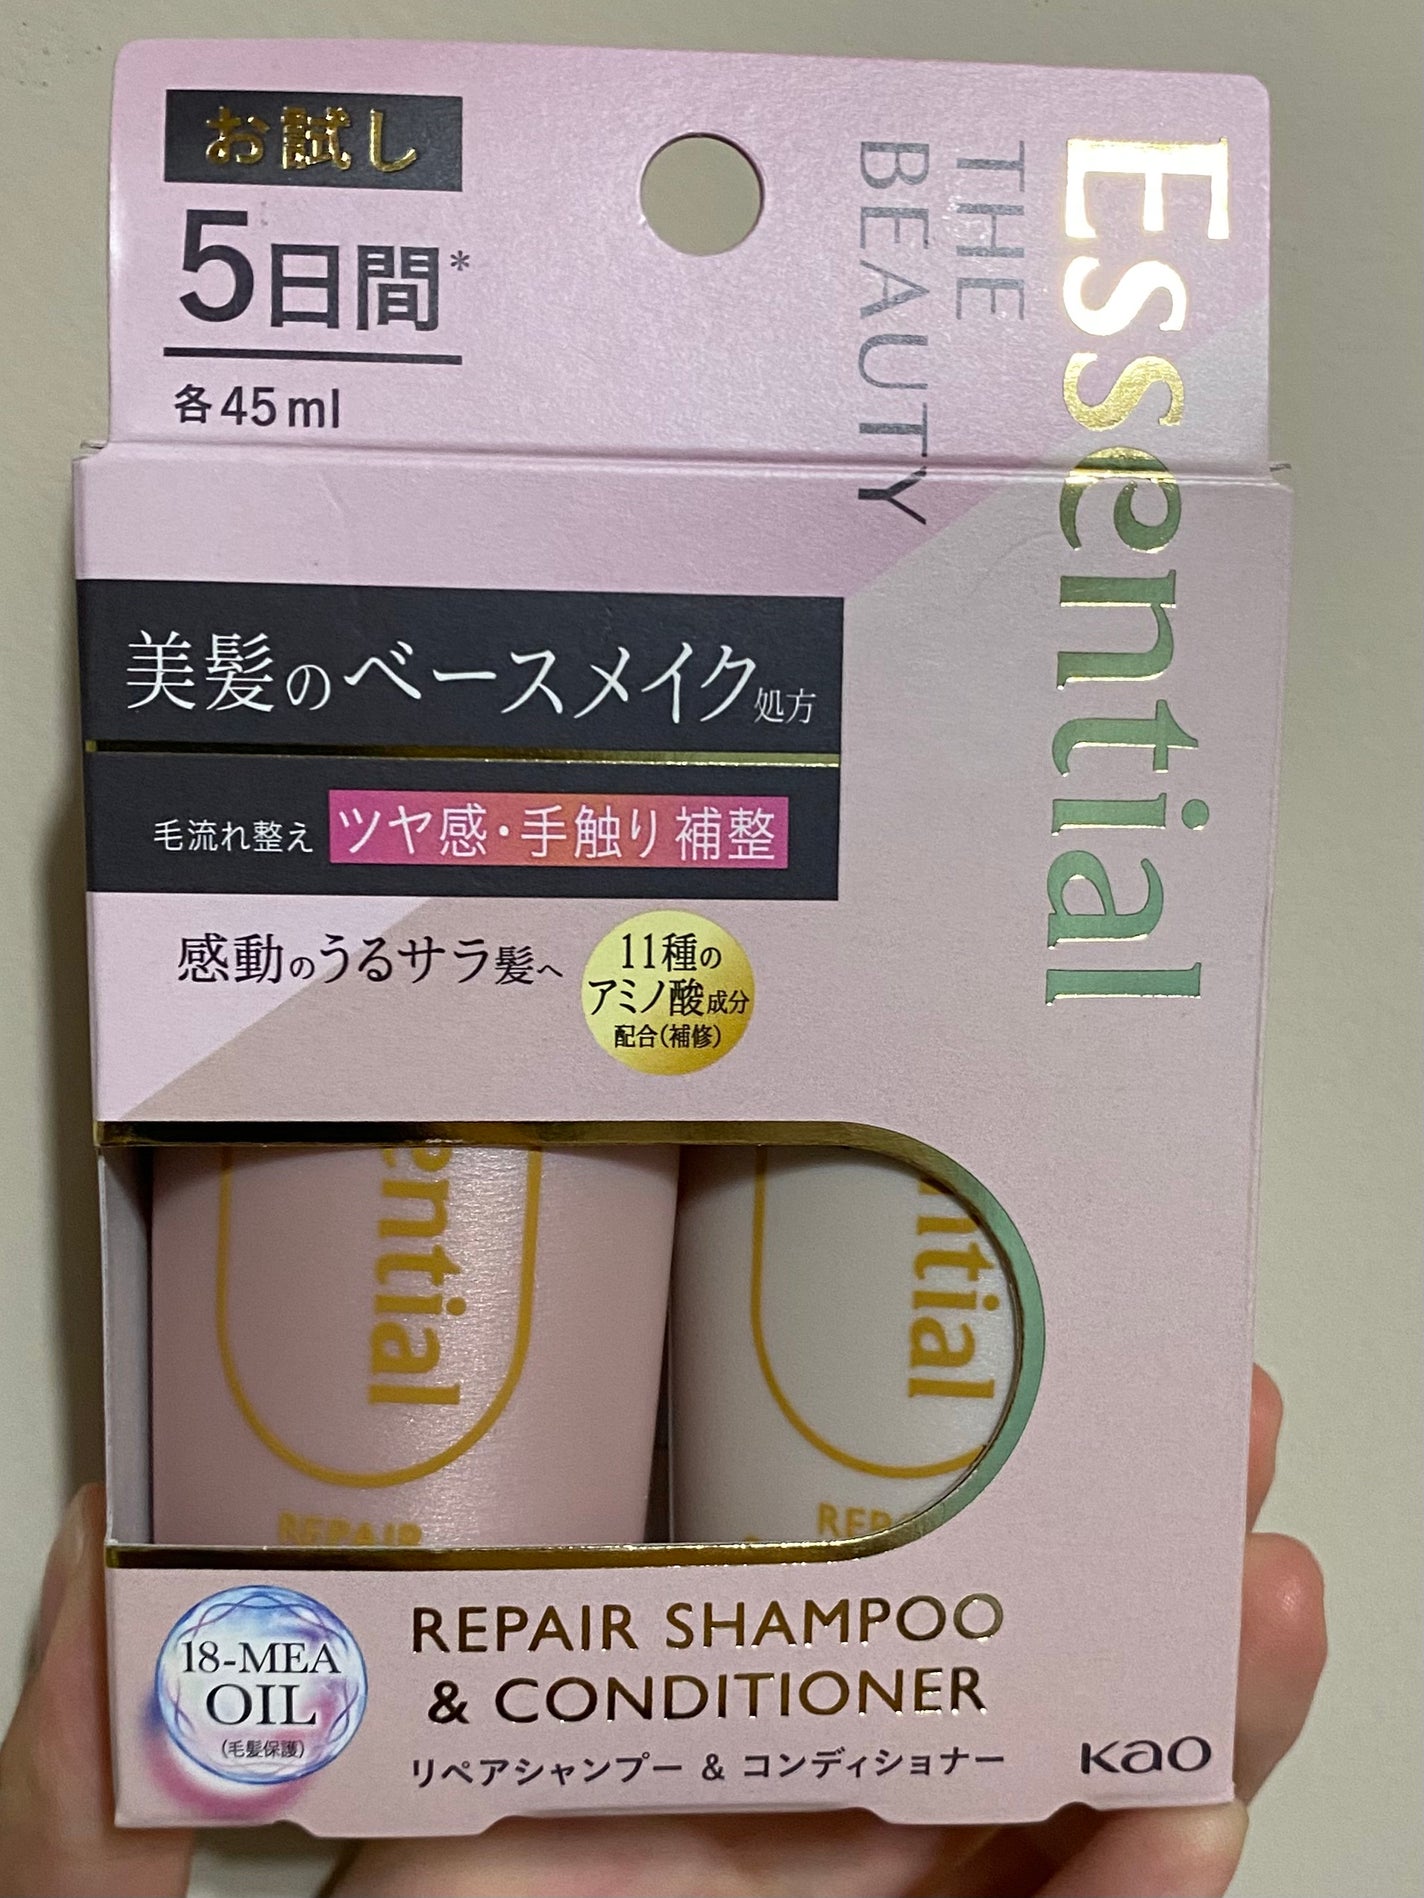 お試し
5日間*
各45ml
Essential
THE
BEAUTY
美髪のベースメイク処方
毛流れ整え ツヤ感・手触り補整
感動のうるサラ髪へ
11種の
アミノ酸成分
配合(補修)
ential
REPAIR
ntial
18-MEA
OIL
(毛髪保護)
REPAIR SHAMPOO
& CONDITIONER
リペアシャンプー & コンディショナー
Kao